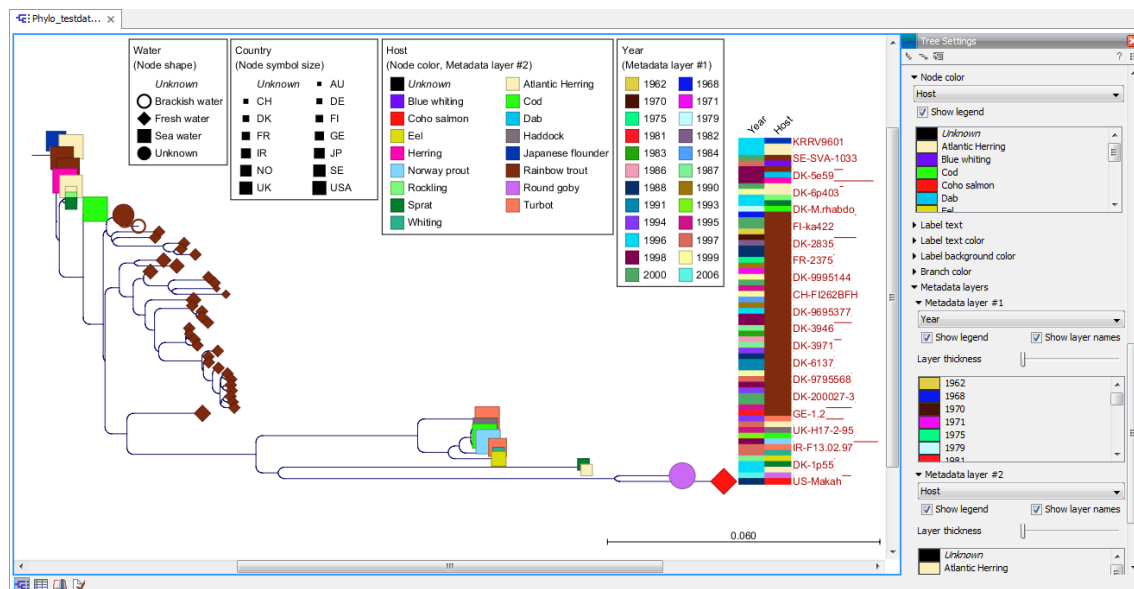 Phylo_testdat...
Water
(Node shape)
Unknown
Brackish water
Fresh water
Sea water
Unknown
Country
(Node symbol size)
Unknown AU
CH DE
DK FI
FR GE
IR JP
NO SE
UK USA
Host
(Node color, Metadata layer #2)
Unknown Atlantic Herring
Blue whiting Cod
Coho salmon Dab
Eel Haddock
Herring Japanese flounder
Norway prout Rainbow trout
Rockling Round goby
Sprat Turbot
Whiting
Year
(Metadata layer #1)
1962 1968
1970 1971
1975 1979
1981 1982
1983 1984
1986 1987
1988 1990
1991 1993
1994 1995
1996 1997
1998 1999
2000 2006
Year Host
KRRV9601
SE-SVA-1033
DK-5e59
DK-6p403
DK-M.rhabdo
FI-ka422
DK-2835
FR-2375
DK-9995144
CH-FI262BFH
DK-9695377
DK-3946
DK-3971
DK-6137
DK-9795568
DK-200027-3
GE-1.2
UK-H17-2-95
IR-F13.02.97
DK-1p55
US-Makah
0.060
Tree Settings
?
Node color
Host
Show legend
Unknown
Atlantic Herring
Blue whiting
Cod
Coho salmon
Dab
Eel
Label text
Label text color
Label background color
Branch color
Metadata layers
Metadata layer #1
Year
Show legend Show layer names
Layer thickness
1962
1968
1970
1971
1975
1979
1981
Metadata layer #2
Host
Show legend Show layer names
Layer thickness
Unknown
Atlantic Herring